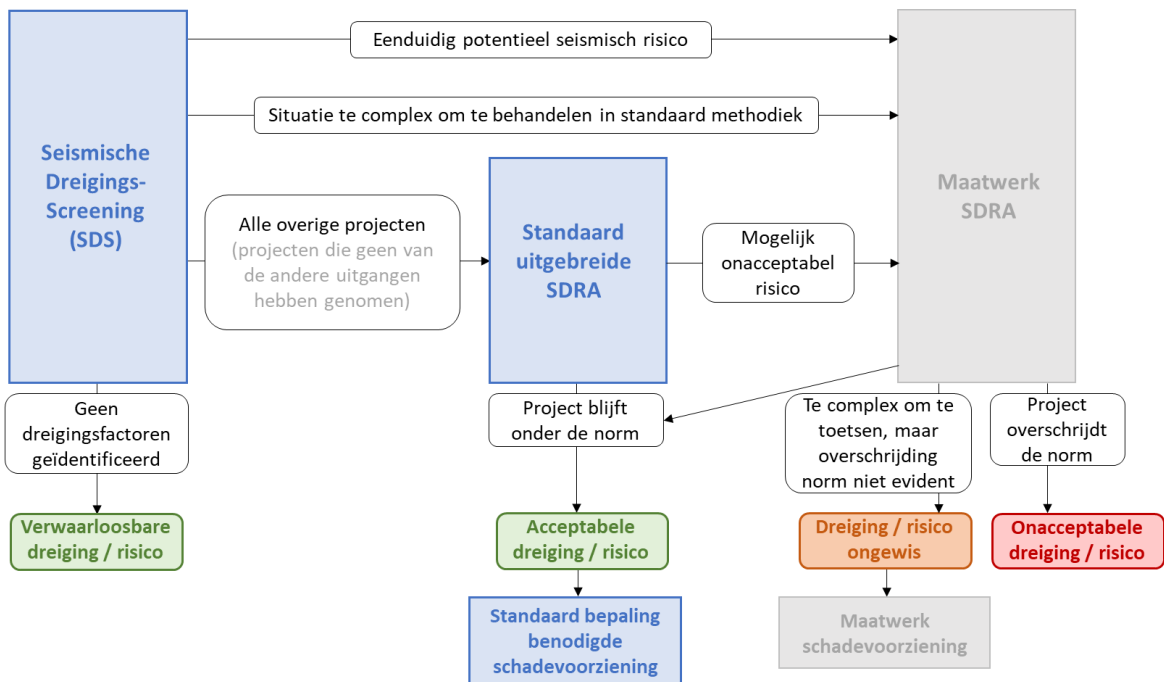 Eenduidig potentieel seismisch risico
Situatie te complex om te behandelen in standaard methodiek
Seismische
Dreigings-
Screening
(SDS)
Alle overige projecten
(projecten die geen van
de andere uitgangen
hebben genomen)
Standaard
uitgebreide
SDRA
Mogelijk
onacceptabel
risico
Maatwerk
SDRA
Geen
dreigingsfactoren
geïdentificeerd
Project blijft
onder de norm
Te complex om te
toetsen, maar
overschrijding
norm niet evident
Project
overschrijdt
de norm
Verwaarloosbare
dreiging / risico
Acceptabele
dreiging / risico
Dreiging / risico
ongewis
Onacceptabele
dreiging / risico
Standaard bepaling
benodigde
schadevoorziening
Maatwerk
schadevoorziening